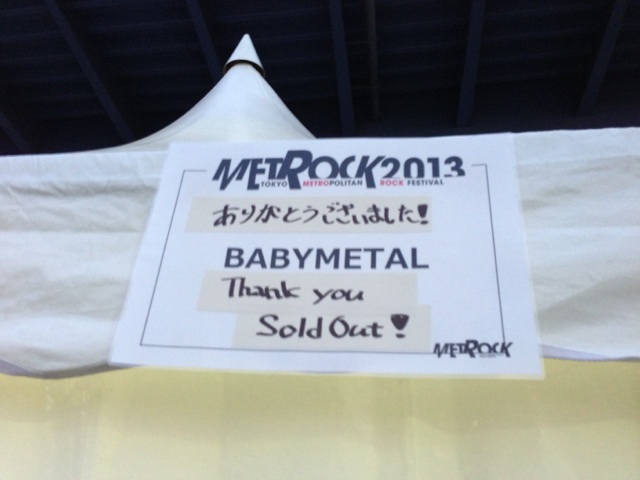 METROCK2013
TOKYO METROPOLITAN ROCK FESTIVAL
ありがとうございました!
BABYMETAL
Thank you
Sold Out!
METROCK